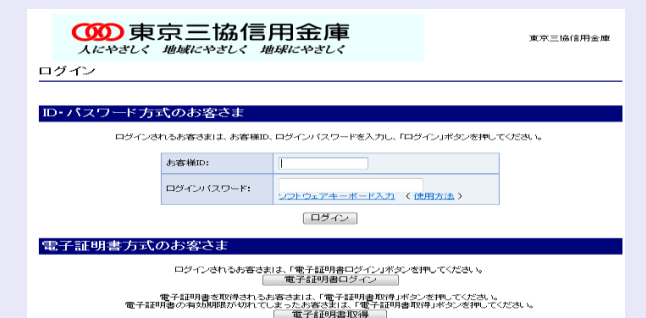 東京三協信用金庫
人にやさしく 地域にやさしく 地球にやさしく
東京三協信用金庫
ログイン
ID・パスワード方式のお客さま
ログインされるお客さまは、お客様ID、ログインパスワードを入力し、「ログイン」ボタンを押してください。
お客様ID:
ログインパスワード:
ソフトウェアキーボード入力 <使用方法>
ログイン
電子証明書方式のお客さま
ログインされるお客さまは、「電子証明書ログイン」ボタンを押してください。
電子証明書ログイン
電子証明書を取得されるお客さまは、「電子証明書取得」ボタンを押してください。
電子証明書の有効期限が切れてしまったお客さまは、「電子証明書取得」ボタンを押してください。
電子証明書取得